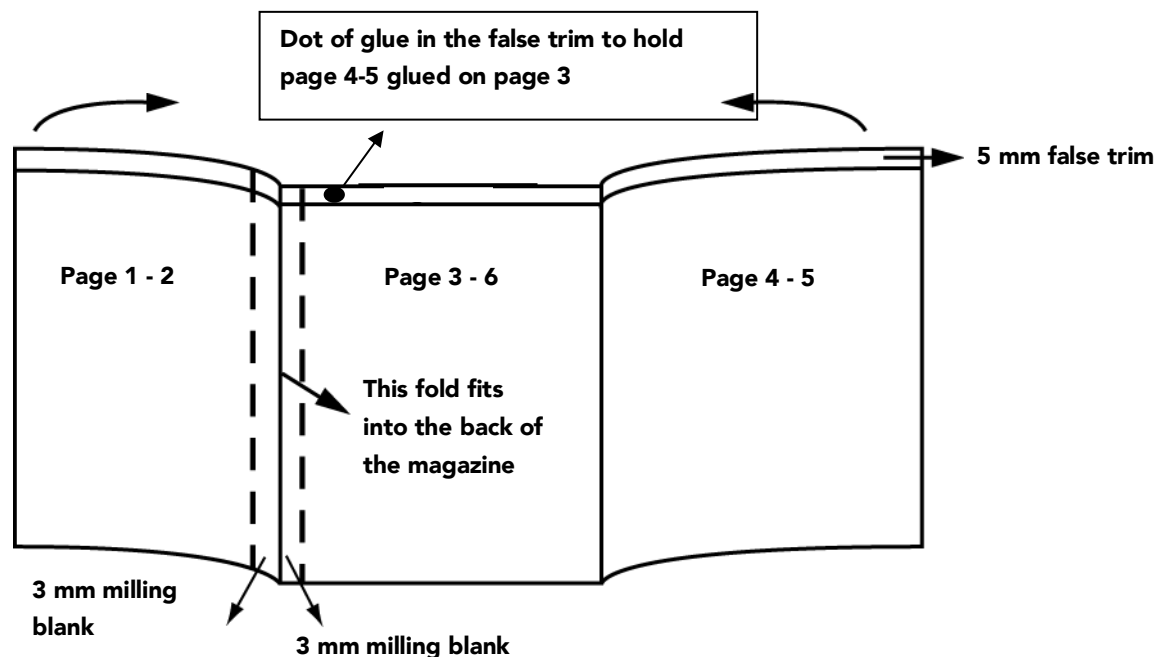 Dot of glue in the false trim to hold
page 4-5 glued on page 3
5 mm false trim
Page 1 - 2
Page 3 - 6
Page 4 - 5
This fold fits
into the back of
the magazine
3 mm milling
blank
3 mm milling blank